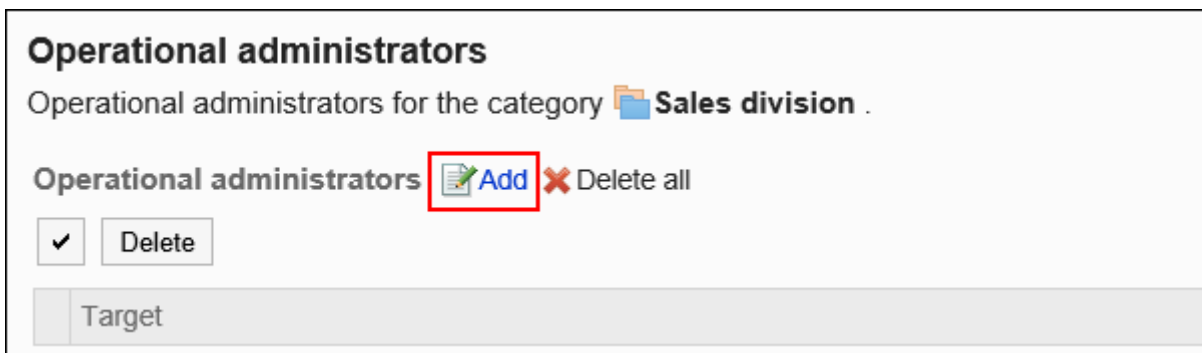 Operational administrators
Operational administrators for the category Sales division .
Operational administrators Add Delete all
Delete
Target